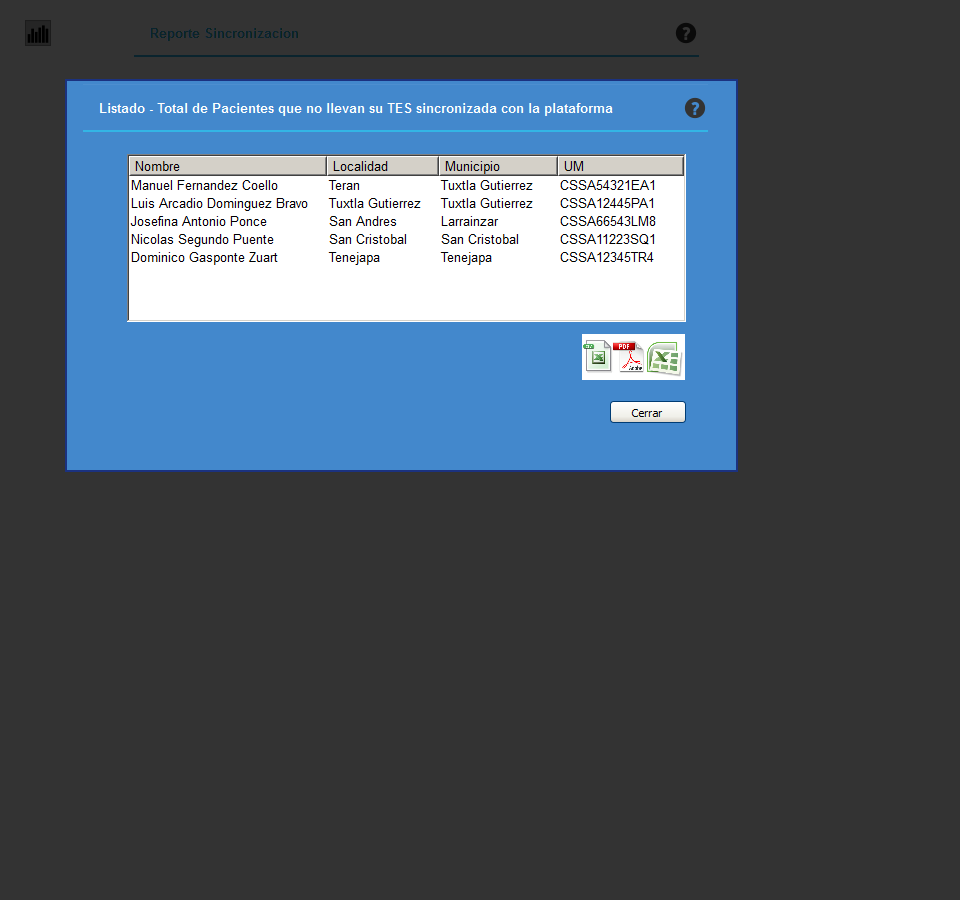 Reporte Sincronizacion
?
Listado - Total de Pacientes que no llevan su TES sincronizada con la plataforma
?
Nombre Localidad Municipio UM
Manuel Fernandez Coello Teran Tuxtla Gutierrez CSSA54321EA1
Luis Arcadio Dominguez Bravo Tuxtla Gutierrez Tuxtla Gutierrez CSSA12445PA1
Josefina Antonio Ponce San Andres Larrainzar CSSA66543LM8
Nicolas Segundo Puente San Cristobal San Cristobal CSSA11223SQ1
Dominico Gasponte Zuart Tenejapa Tenejapa CSSA12345TR4
PDF
Adobe
Cerrar